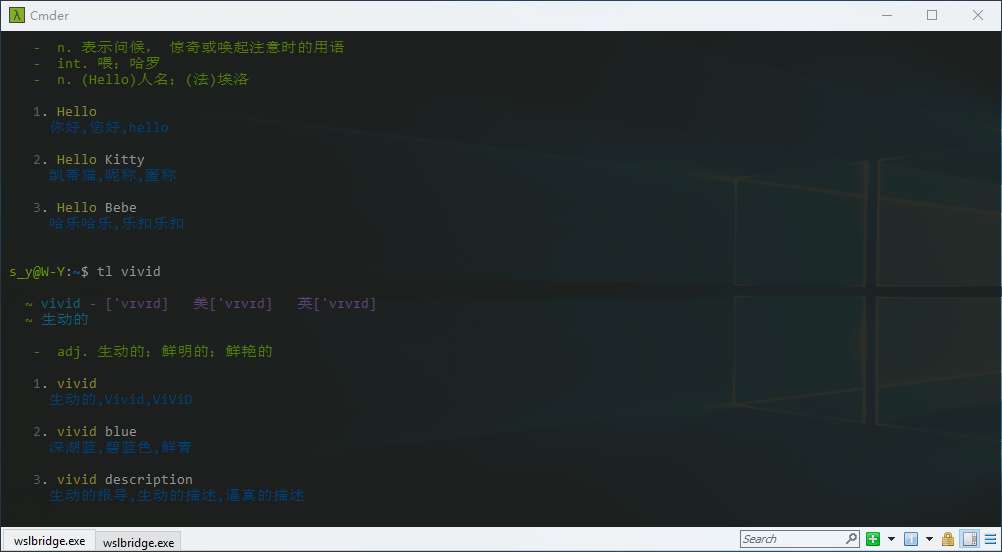 Cmder
- n. 表示问候， 惊奇或唤起注意时的用语
- int. 喂；哈罗
- n. (Hello)人名；(法)埃洛
1. Hello
你好,您好,hello
2. Hello Kitty
凯蒂猫,昵称,匿称
3. Hello Bebe
哈乐哈乐,乐扣乐扣
s_y@W-Y:~$ tl vivid
~ vivid - ['vɪvɪd] 美['vɪvɪd] 英['vɪvɪd]
~ 生动的
- adj. 生动的；鲜明的；鲜艳的
1. vivid
生动的,Vivid,ViViD
2. vivid blue
深湖蓝,碧蓝色,鲜青
3. vivid description
生动的报导,生动的描述,逼真的描述
wslbridge.exe wslbridge.exe Search